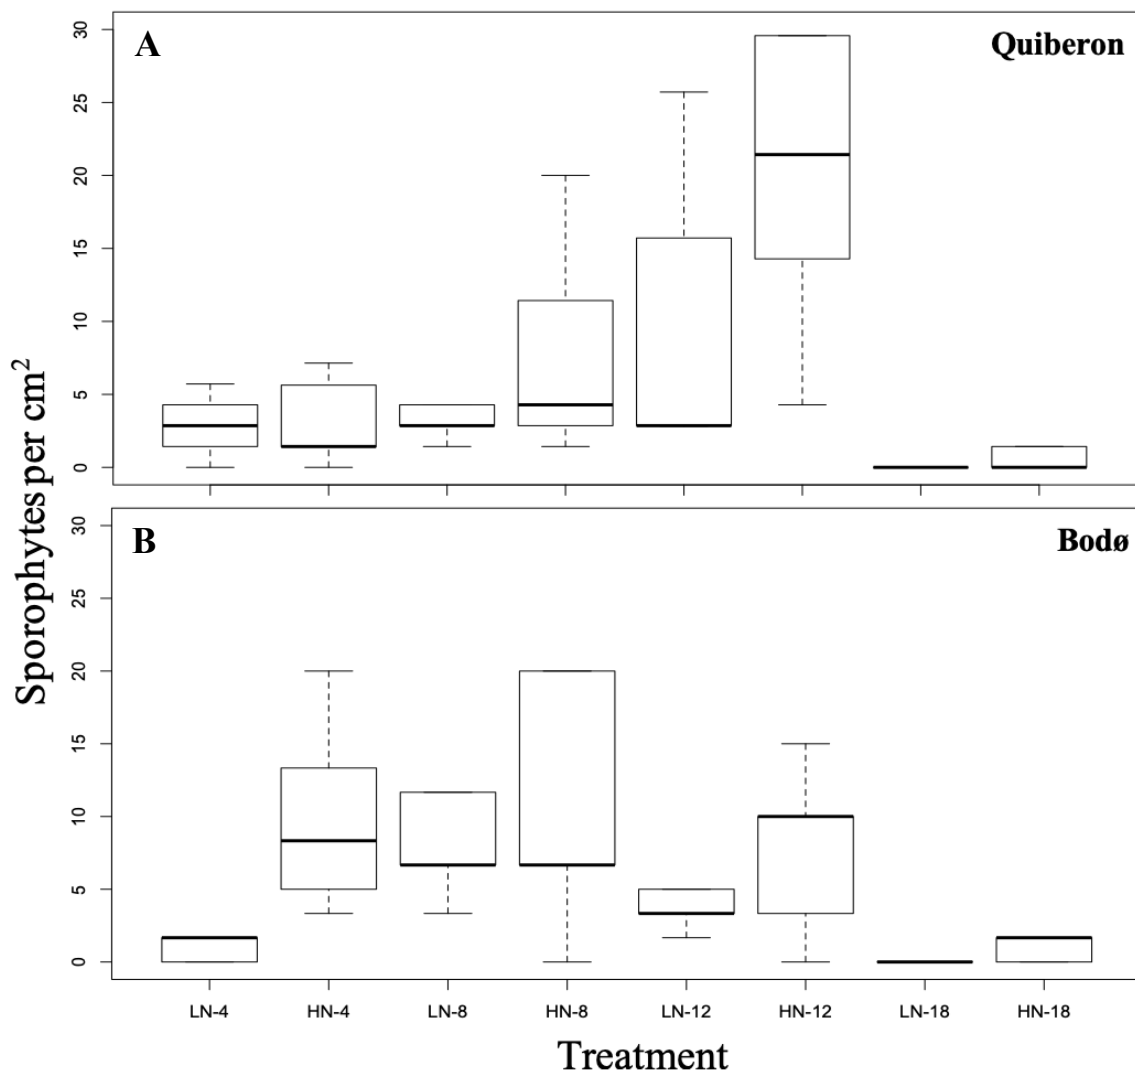 A
Quiberon
30
25
20
15
10
5
0
Sporophytes per cm²
B
Bodø
30
25
20
15
10
5
0
LN-4 HN-4 LN-8 HN-8 LN-12 HN-12 LN-18 HN-18
Treatment